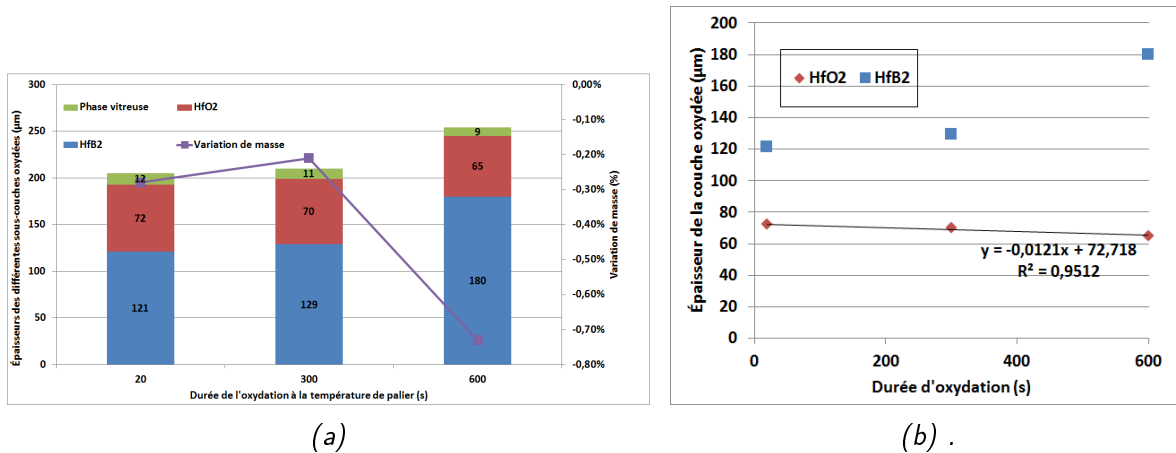 Épaisseurs des différentes sous-couches oxydées (µm)
300
250
200
150
100
50
0
Phase vitreuse
HfO2
HfB2
Variation de masse
12
72
121
11
70
129
9
65
180
20
300
600
Durée de l'oxydation à la température de palier (s)
0,00%
-0,10%
-0,20%
-0,30%
-0,40%
-0,50%
-0,60%
-0,70%
-0,80%
Variation de masse (%)
(a)
Épaisseur de la couche oxydée (µm)
200
180
160
140
120
100
80
60
40
20
0
HfO2
HfB2
y = -0,0121x + 72,718
R² = 0,9512
0
200
400
600
Durée d'oxydation (s)
(b) .